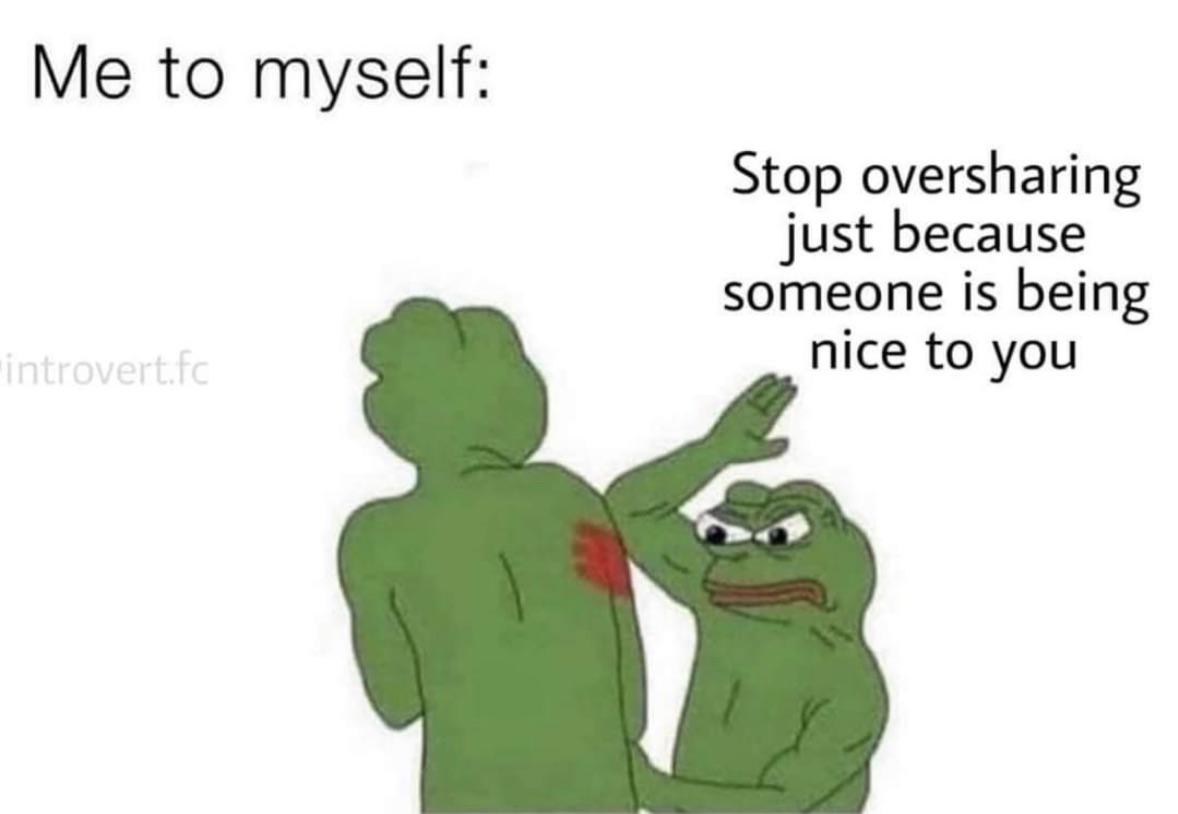 Me to myself:
Stop oversharing
just because
someone is being
nice to you
introvert.fc